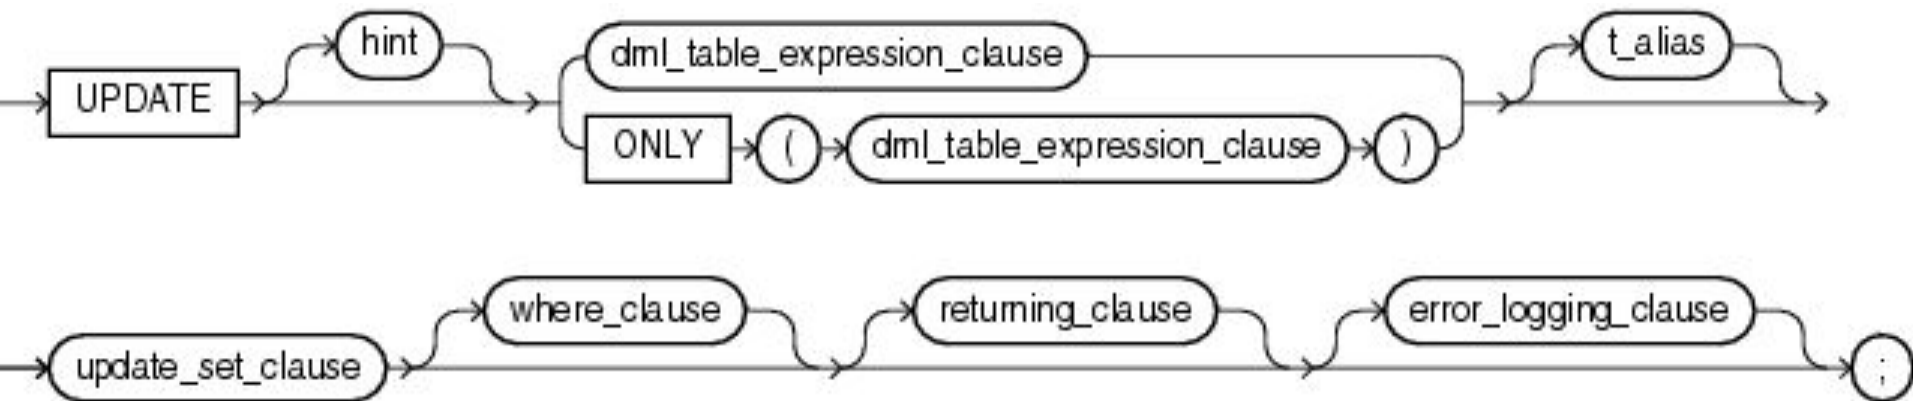 UPDATE hint dml_table_expression_clause t_alias
ONLY ( dml_table_expression_clause )
update_set_clause where_clause returning_clause error_logging_clause ;